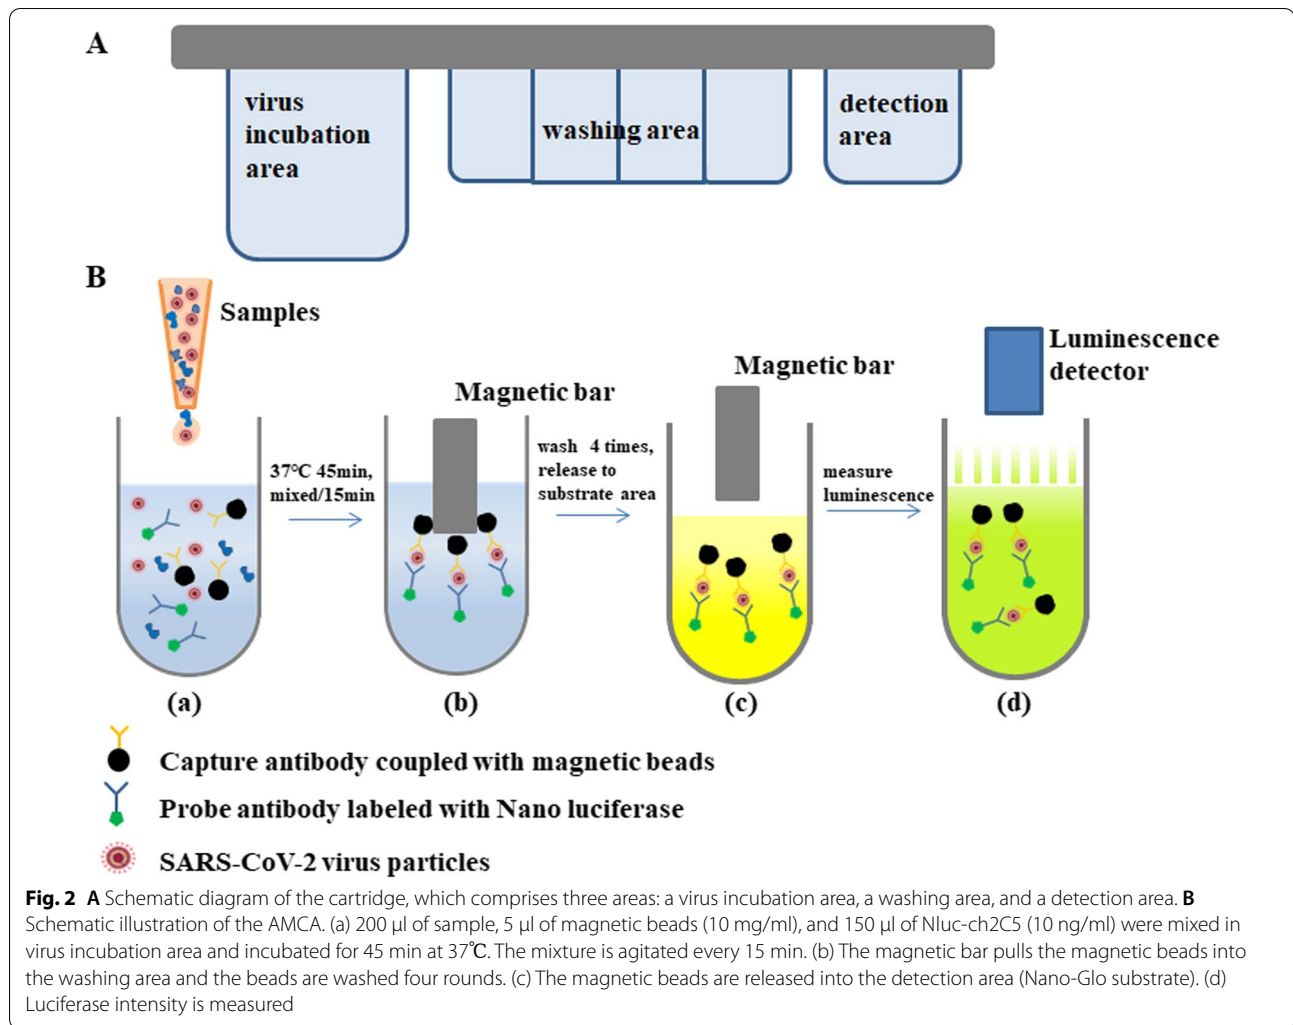 A
virus
incubation
area
washing area
detection
area
B
Samples
Magnetic bar
Magnetic bar
Luminescence
detector
37℃ 45min,
mixed/15min
wash 4 times,
release to
substrate area
measure
luminescence
(a)
(b)
(c)
(d)
Capture antibody coupled with magnetic beads
Probe antibody labeled with Nano luciferase
SARS-CoV-2 virus particles
Fig. 2 A Schematic diagram of the cartridge, which comprises three areas: a virus incubation area, a washing area, and a detection area. B
Schematic illustration of the AMCA. (a) 200 µl of sample, 5 µl of magnetic beads (10 mg/ml), and 150 µl of Nluc-ch2C5 (10 ng/ml) were mixed in
virus incubation area and incubated for 45 min at 37℃. The mixture is agitated every 15 min. (b) The magnetic bar pulls the magnetic beads into
the washing area and the beads are washed four rounds. (c) The magnetic beads are released into the detection area (Nano-Glo substrate). (d)
Luciferase intensity is measured